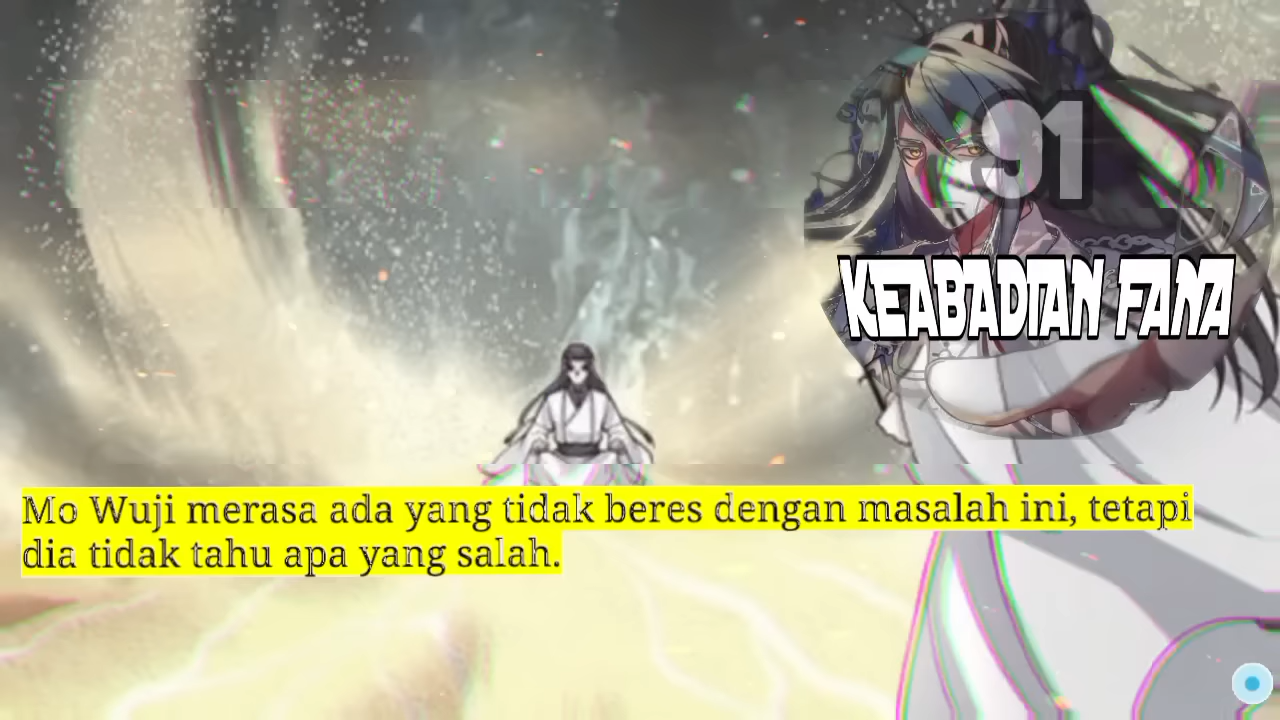 91
KEABADIAN FANA
Mo Wuji merasa ada yang tidak beres dengan masalah ini, tetapi
dia tidak tahu apa yang salah.